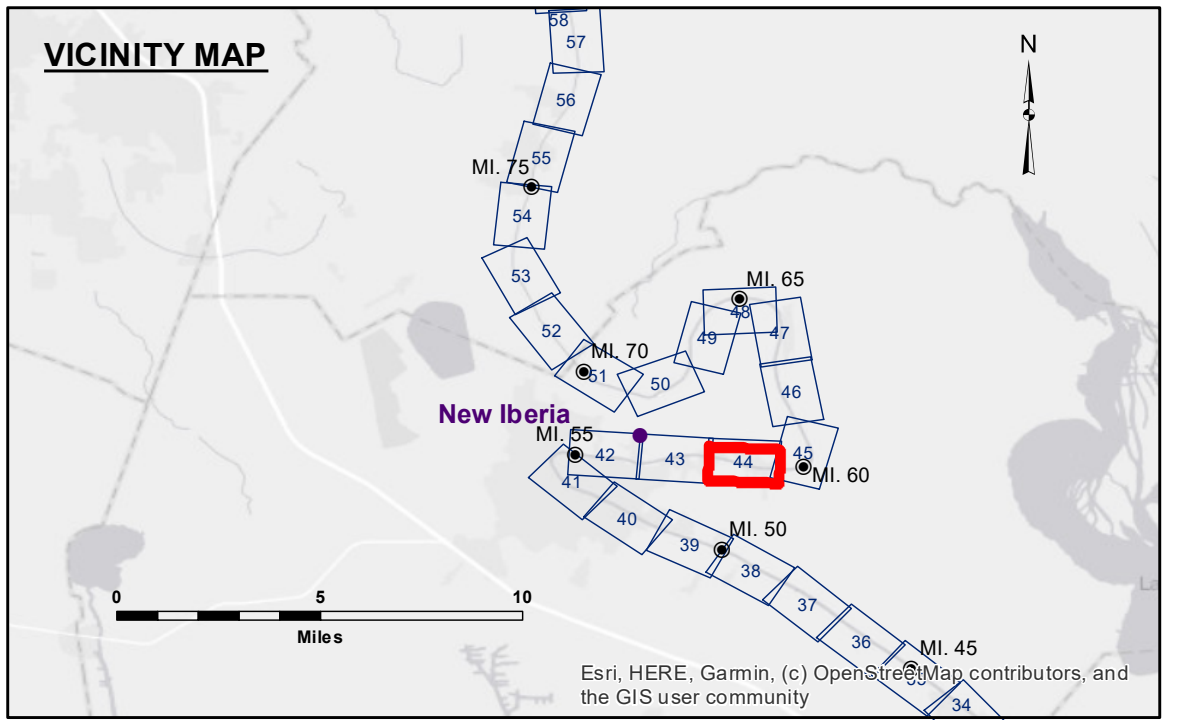 VICINITY MAP
N
58
57
56
55
MI. 75
54
53
MI. 65
48
47
49
52
MI. 70
51
50
46
New Iberia
MI. 55
42
43
44
45
MI. 60
41
40
MI. 50
39
38
37
36
MI. 45
34
La
0 5 10
Miles
Esri, HERE, Garmin, (c) OpenStreetMap contributors, and
the GIS user community